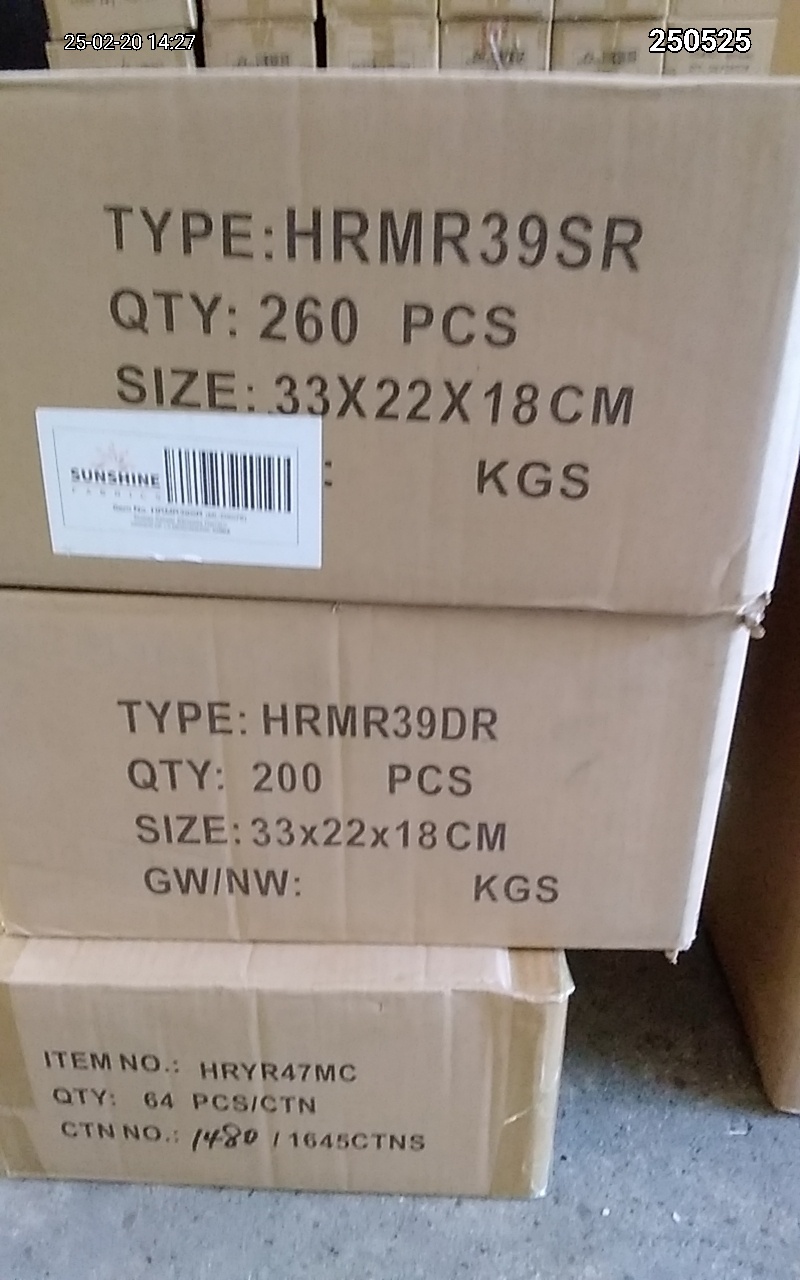 25-02-20 14:27
250525
TYPE:HRMR39SR
QTY: 260 PCS
SIZE: 33X22X18CM
: KGS
SUNSHINE
FABRICS
TYPE: HRMR39DR
QTY: 200 PCS
SIZE: 33x22x18CM
GW/NW: KGS
ITEM NO.: HRYR47MC
QTY: 64 PCS/CTN
CTN NO.: 1480 / 1645CTNS